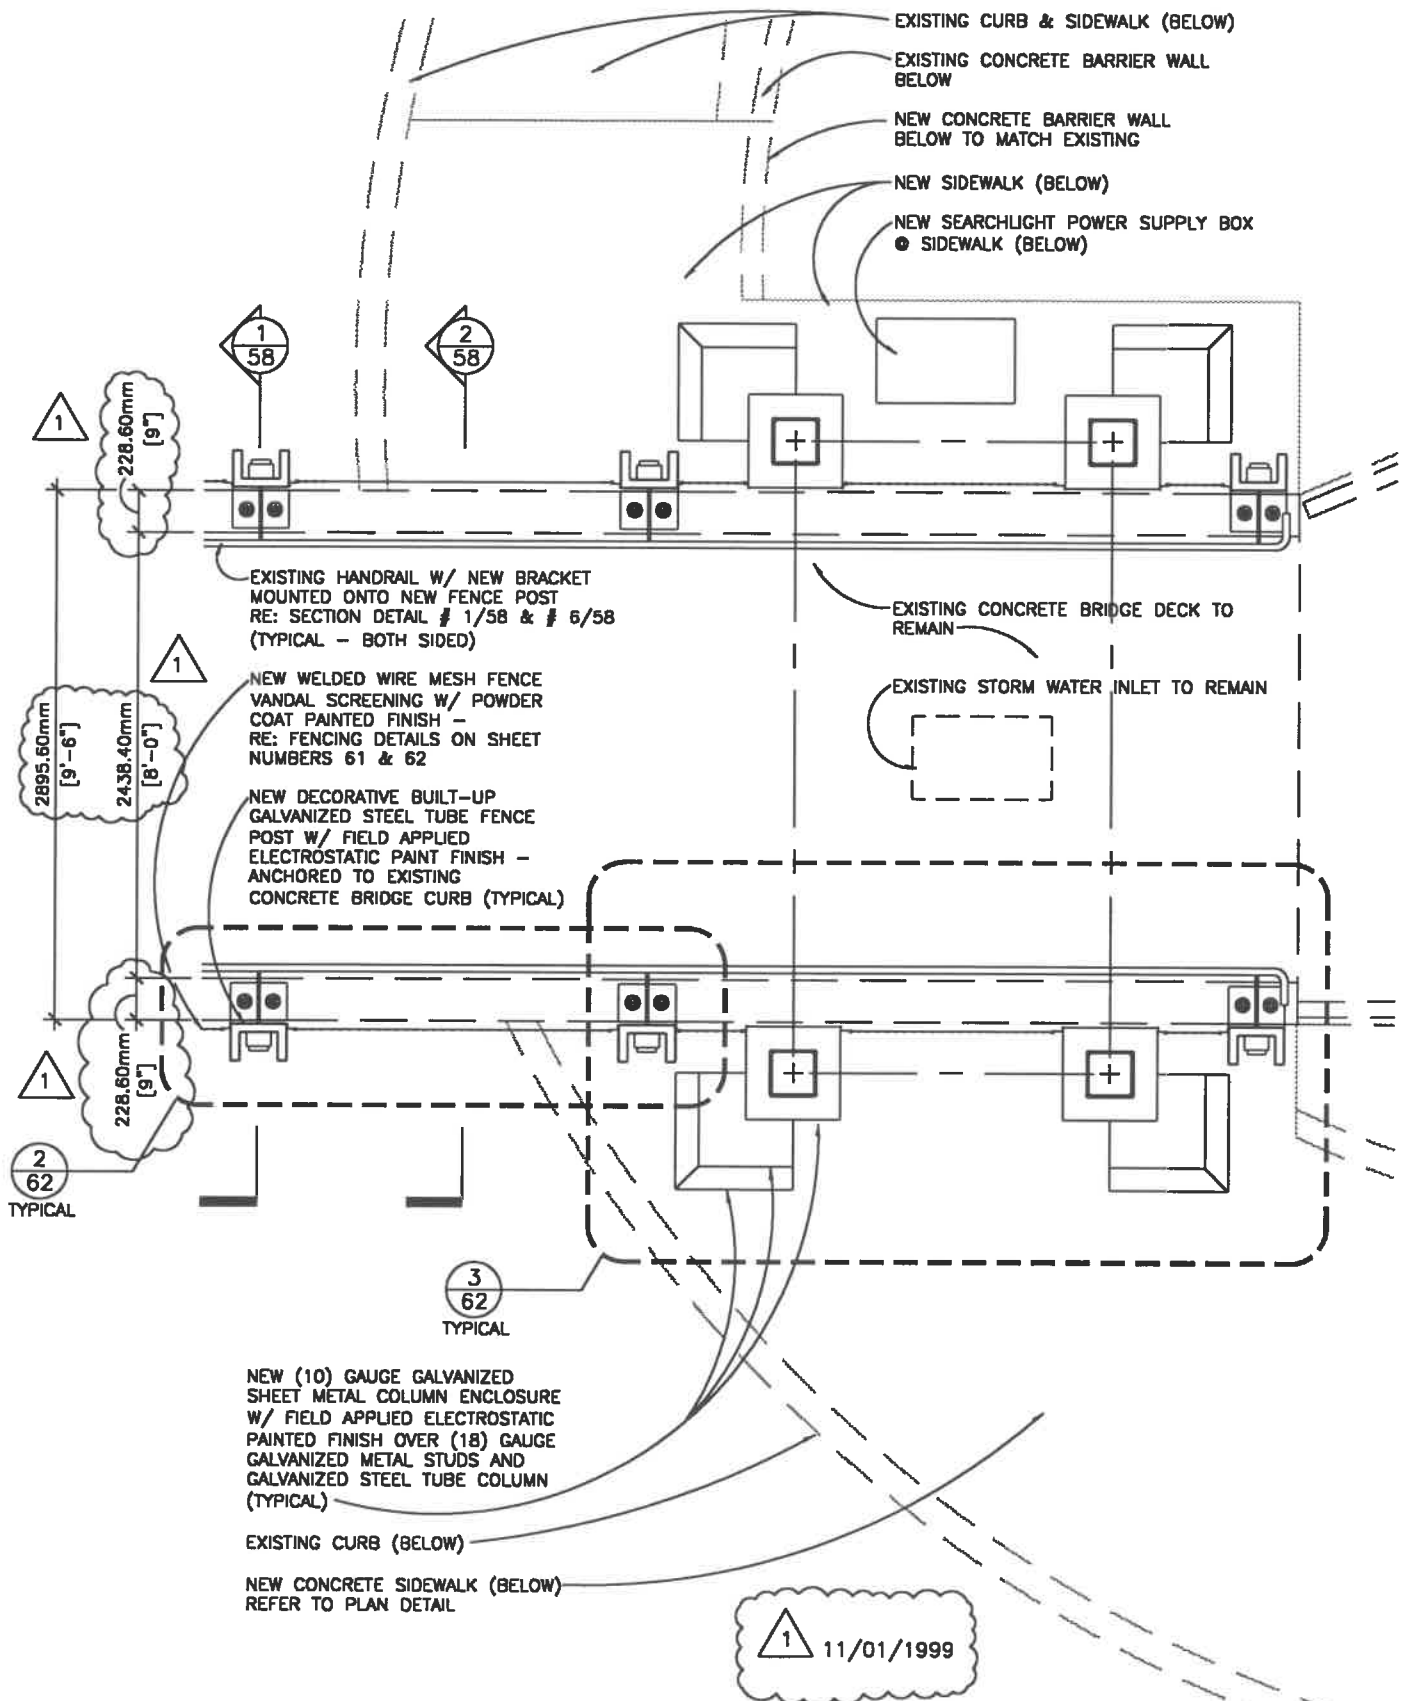 EXISTING CURB & SIDEWALK (BELOW)
EXISTING CONCRETE BARRIER WALL
BELOW
NEW CONCRETE BARRIER WALL
BELOW TO MATCH EXISTING
NEW SIDEWALK (BELOW)
NEW SEARCHLIGHT POWER SUPPLY BOX
@ SIDEWALK (BELOW)
1
58
2
58
1
228.60mm
[9"]
EXISTING HANDRAIL W/ NEW BRACKET
MOUNTED ONTO NEW FENCE POST
RE: SECTION DETAIL # 1/58 & # 6/58
(TYPICAL - BOTH SIDED)
EXISTING CONCRETE BRIDGE DECK TO
REMAIN
1
NEW WELDED WIRE MESH FENCE
VANDAL SCREENING W/ POWDER
COAT PAINTED FINISH -
RE: FENCING DETAILS ON SHEET
NUMBERS 61 & 62
EXISTING STORM WATER INLET TO REMAIN
2895.60mm
[9'-6"]
2438.40mm
[8'-0"]
NEW DECORATIVE BUILT-UP
GALVANIZED STEEL TUBE FENCE
POST W/ FIELD APPLIED
ELECTROSTATIC PAINT FINISH -
ANCHORED TO EXISTING
CONCRETE BRIDGE CURB (TYPICAL)
1
228.60mm
[9"]
2
62
TYPICAL
3
62
TYPICAL
NEW (10) GAUGE GALVANIZED
SHEET METAL COLUMN ENCLOSURE
W/ FIELD APPLIED ELECTROSTATIC
PAINTED FINISH OVER (18) GAUGE
GALVANIZED METAL STUDS AND
GALVANIZED STEEL TUBE COLUMN
(TYPICAL)
EXISTING CURB (BELOW)
NEW CONCRETE SIDEWALK (BELOW)
REFER TO PLAN DETAIL
1 11/01/1999